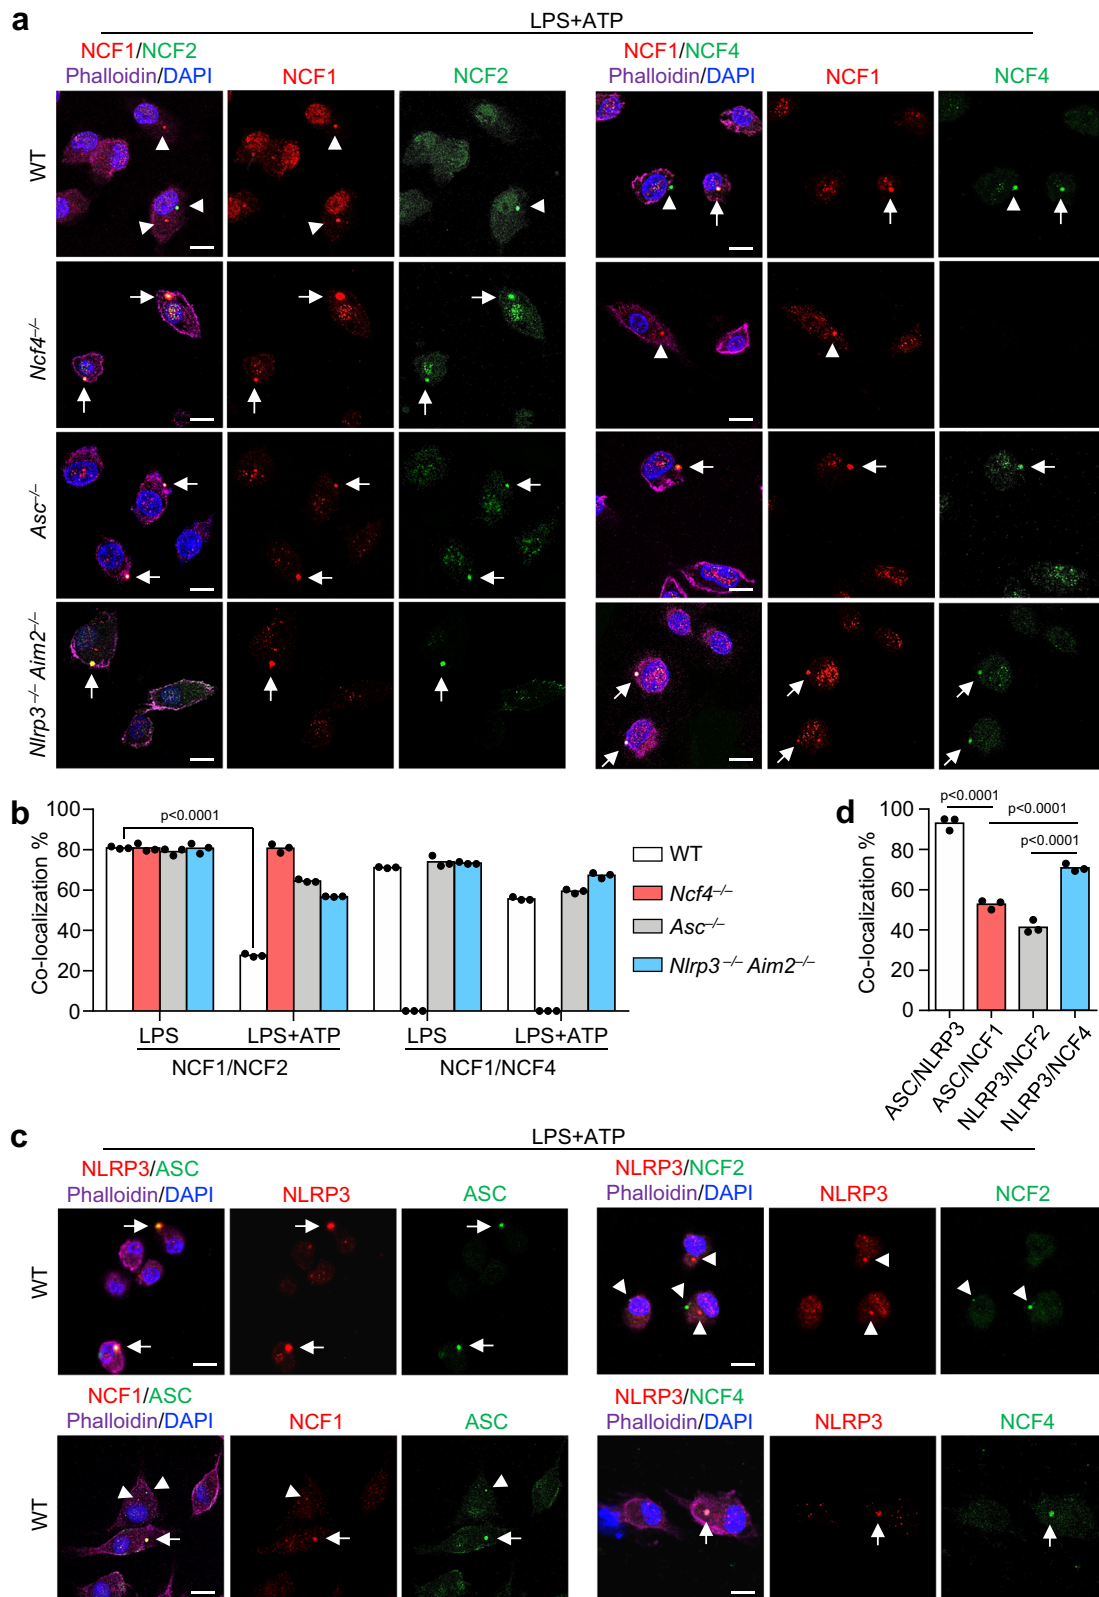 a
LPS+ATP
NCF1/NCF2
Phalloidin/DAPI
NCF1
NCF2
NCF1/NCF4
Phalloidin/DAPI
NCF1
NCF4
WT
Ncf4–/–
Asc–/–
Nlrp3–/– Aim2–/–
b
Co-localization %
100
80
60
40
20
0
p<0.0001
LPS
LPS+ATP
LPS
LPS+ATP
NCF1/NCF2
NCF1/NCF4
WT
Ncf4–/–
Asc–/–
Nlrp3–/– Aim2–/–
d
Co-localization %
100
80
60
40
20
0
p<0.0001
p<0.0001
p<0.0001
ASC/NLRP3
ASC/NCF1
NLRP3/NCF2
NLRP3/NCF4
c
LPS+ATP
NLRP3/ASC
Phalloidin/DAPI
NLRP3
ASC
NLRP3/NCF2
Phalloidin/DAPI
NLRP3
NCF2
WT
NCF1/ASC
Phalloidin/DAPI
NCF1
ASC
NLRP3/NCF4
Phalloidin/DAPI
NLRP3
NCF4
WT